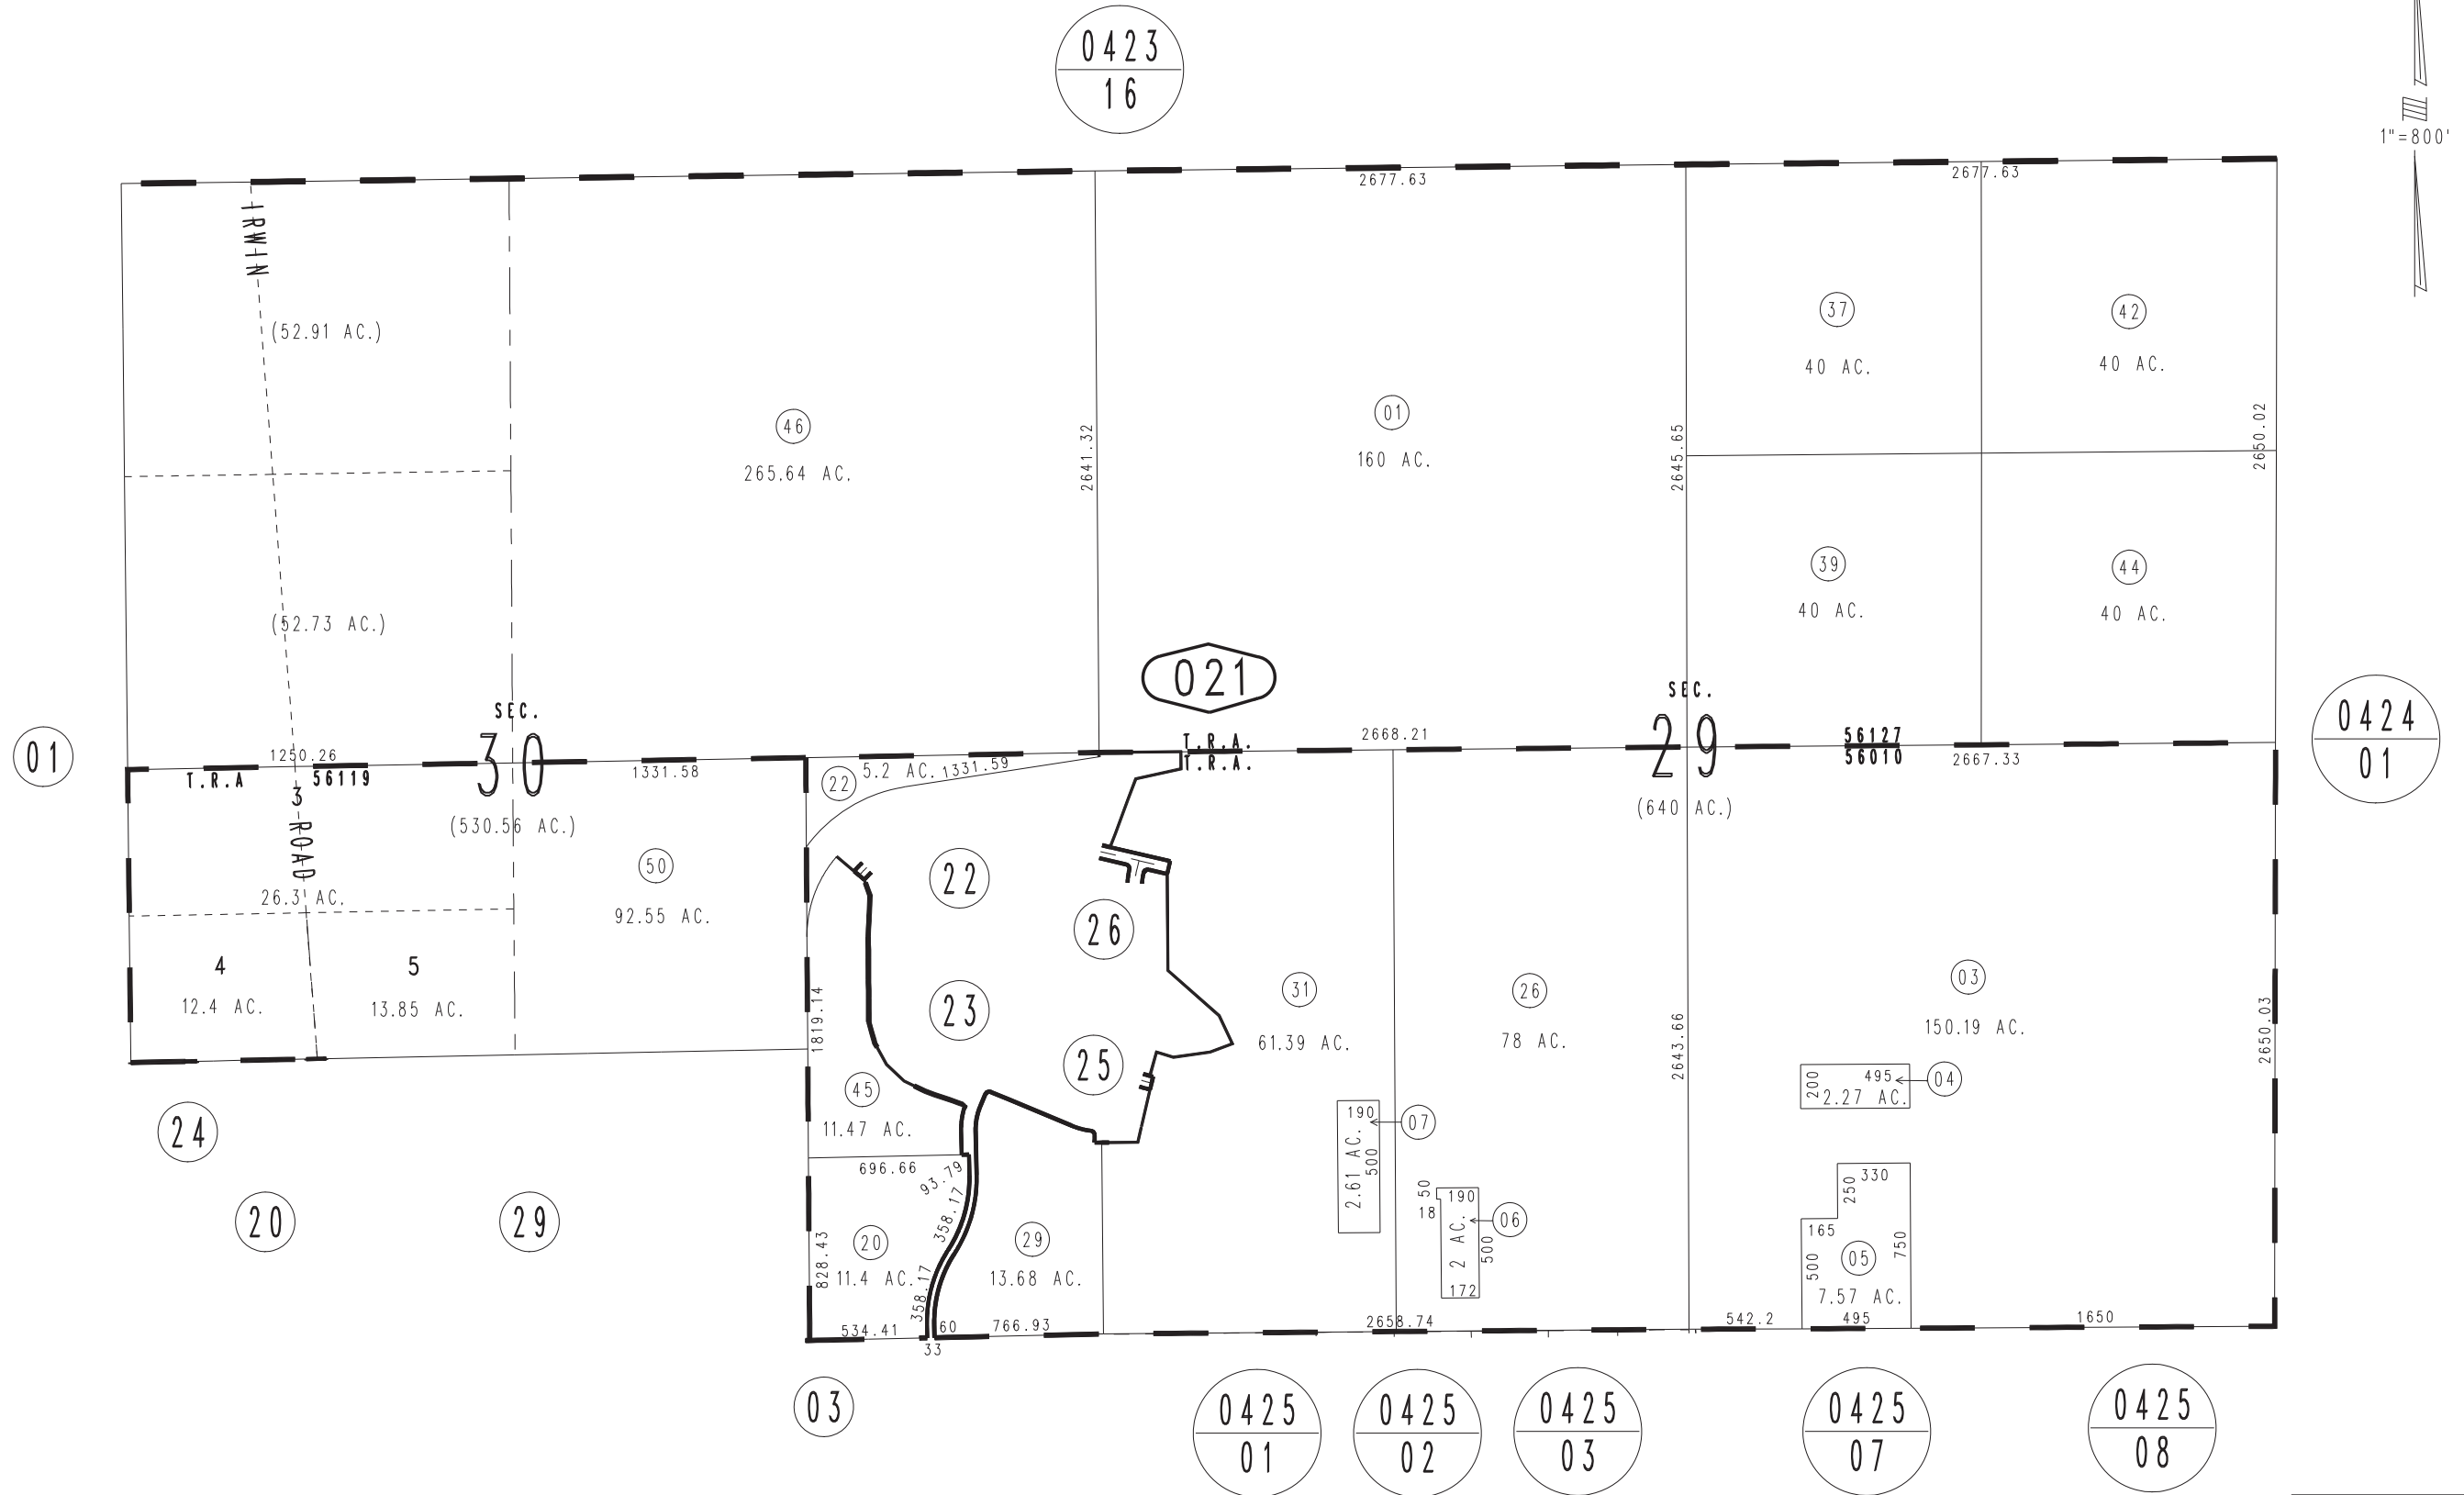 0423
16
1"=800'
2677.63
2677.63
IRWIN
(52.91 AC.)
37
42
40 AC.
40 AC.
46
01
265.64 AC.
160 AC.
2641.32
2645.65
2650.02
39
44
40 AC.
40 AC.
(52.73 AC.)
021
SEC.
SEC.
30
29
01
0424
01
1250.26
T.R.A
56119
1331.58
5.2 AC.
1331.59
22
T.R.A.
T.R.A.
2668.21
56127
56010
2667.33
3
ROAD
(530.56 AC.)
(640 AC.)
50
92.55 AC.
26.3 AC.
22
26
4
5
12.4 AC.
13.85 AC.
1819.14
23
31
61.39 AC.
26
78 AC.
03
150.19 AC.
2643.66
2650.03
25
45
11.47 AC.
495
04
200
2.27 AC.
24
190
07
2.61 AC.
500
696.66
93.79
358.17
358.17
50
190
18
06
2 AC.
500
172
330
250
165
750
500
05
7.57 AC.
20
29
20
11.4 AC.
828.43
29
13.68 AC.
534.41
60
766.93
33
2658.74
542.2
495
1650
03
0425
01
0425
02
0425
03
0425
07
0425
08